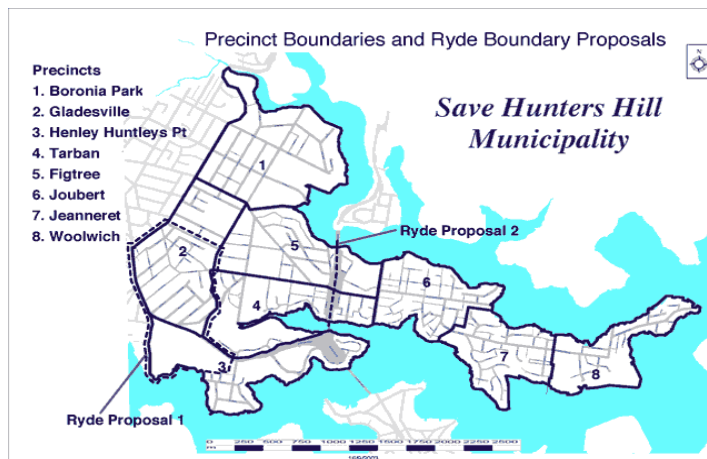 Precinct Boundaries and Ryde Boundary Proposals
N
Precincts
1. Boronia Park
2. Gladesville
3. Henley Huntleys Pt
4. Tarban
5. Figtree
6. Joubert
7. Jeanneret
8. Woolwich
Save Hunters Hill
Municipality
1
Ryde Proposal 2
2
5
6
4
7
3
8
Ryde Proposal 1
0 250 500 750 1000 1250 1500 1750 2000 2250 2500
m